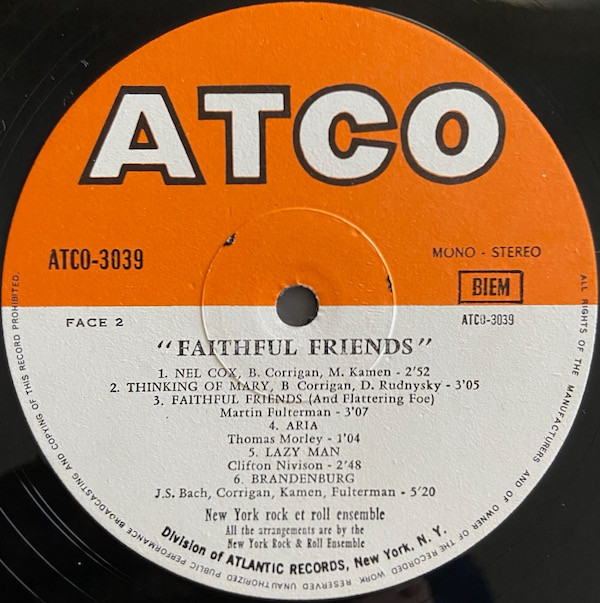 ATCO
ATCO-3039
MONO - STEREO
BIEM
FACE 2
ATCO-3039
"FAITHFUL FRIENDS"
1. NEL COX, B. Corrigan, M. Kamen - 2'52
2. THINKING OF MARY, B Corrigan, D. Rudnysky - 3'05
3. FAITHFUL FRIENDS (And Flattering Foe)
Martin Fulterman - 3'07
4. ARIA
Thomas Morley - 1'04
5. LAZY MAN
Clifton Nivison - 2'48
6. BRANDENBURG
J.S. Bach, Corrigan, Kamen, Fulterman - 5'20
New York rock et roll ensemble
All the arrangements are by the
New York Rock & Roll Ensemble
Division of ATLANTIC RECORDS, New York, N. Y.
ALL RIGHTS OF THE MANUFACTURERS AND OF OWNER OF THE RECORDED WORK RESERVED UNAUTHORIZED PUBLIC PERFORMANCE BROADCASTING AND COPYING OF THIS RECORD PROHIBITED.